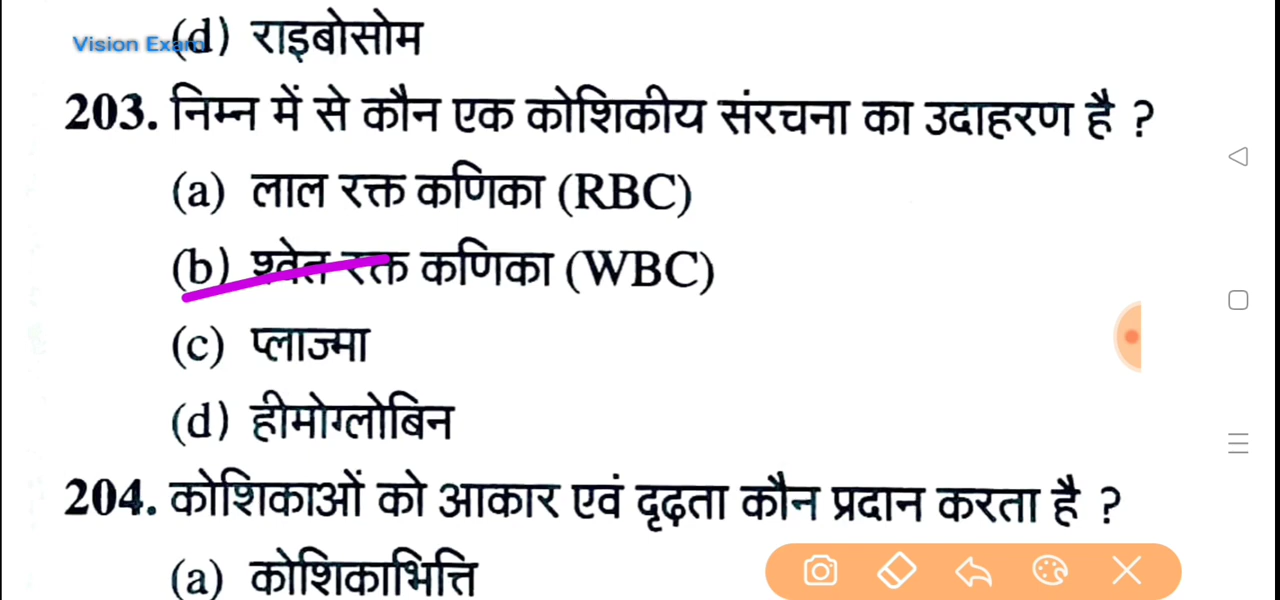 (d) राइबोसोम
Vision Exam
203. निम्न में से कौन एक कोशिकीय संरचना का उदाहरण है ?
(a) लाल रक्त कणिका (RBC)
(b) श्वेत रक्त कणिका (WBC)
(c) प्लाज्मा
(d) हीमोग्लोबिन
204. कोशिकाओं को आकार एवं दृढ़ता कौन प्रदान करता है ?
(a) कोशिकाभित्ति